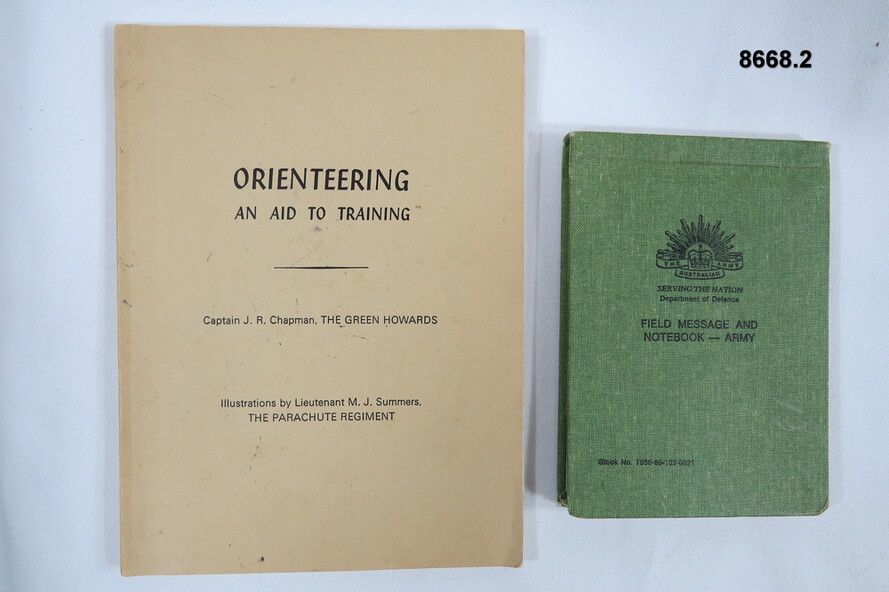 ORIENTEERING
AN AID TO TRAINING
Captain J. R. Chapman, THE GREEN HOWARDS
Illustrations by Lieutenant M. J. Summers,
THE PARACHUTE REGIMENT
8668.2
THE ARMY
AUSTRALIAN
SERVING THE NATION
Department of Defence
FIELD MESSAGE AND
NOTEBOOK — ARMY
Stock No.